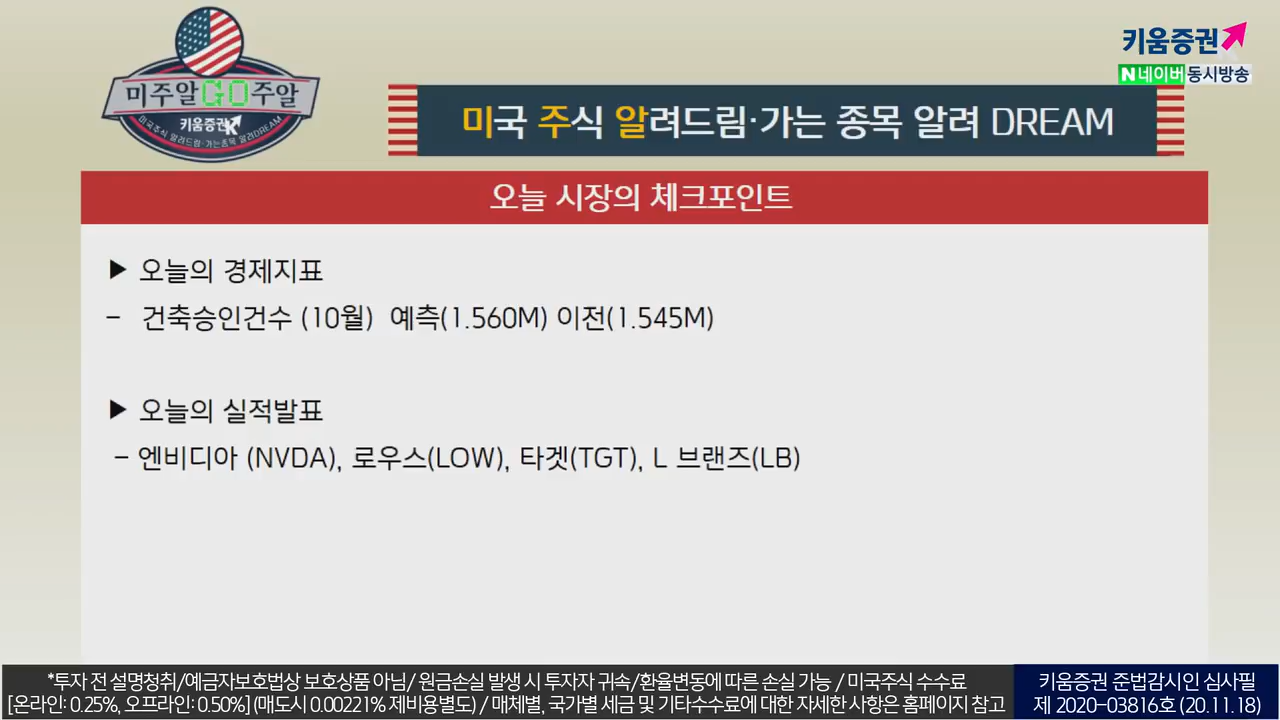 미주알GO주알
키움증권
미국주식 알려드림·가는종목 알려DREAM
키움증권
N 네이버 동시방송
미국 주식 알려드림·가는 종목 알려 DREAM
오늘 시장의 체크포인트
▶ 오늘의 경제지표
- 건축승인건수 (10월) 예측(1.560M) 이전(1.545M)
▶ 오늘의 실적발표
- 엔비디아 (NVDA), 로우스(LOW), 타겟(TGT), L 브랜즈(LB)
*투자 전 설명청취/예금자보호법상 보호상품 아님/ 원금손실 발생 시 투자자 귀속/환율변동에 따른 손실 가능 / 미국주식 수수료
[온라인: 0.25%, 오프라인: 0.50%] (매도시 0.00221% 제비용별도) / 매체별, 국가별 세금 및 기타수수료에 대한 자세한 사항은 홈페이지 참고
키움증권 준법감시인 심사필
제 2020-03816호 (20.11.18)